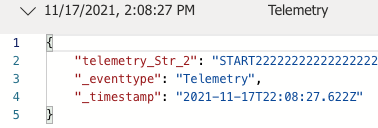 11/17/2021, 2:08:27 PM Telemetry
1 {
2 "telemetry_Str_2": "START22222222222222222222
3 "_eventtype": "Telemetry",
4 "_timestamp": "2021-11-17T22:08:27.622Z"
5 }